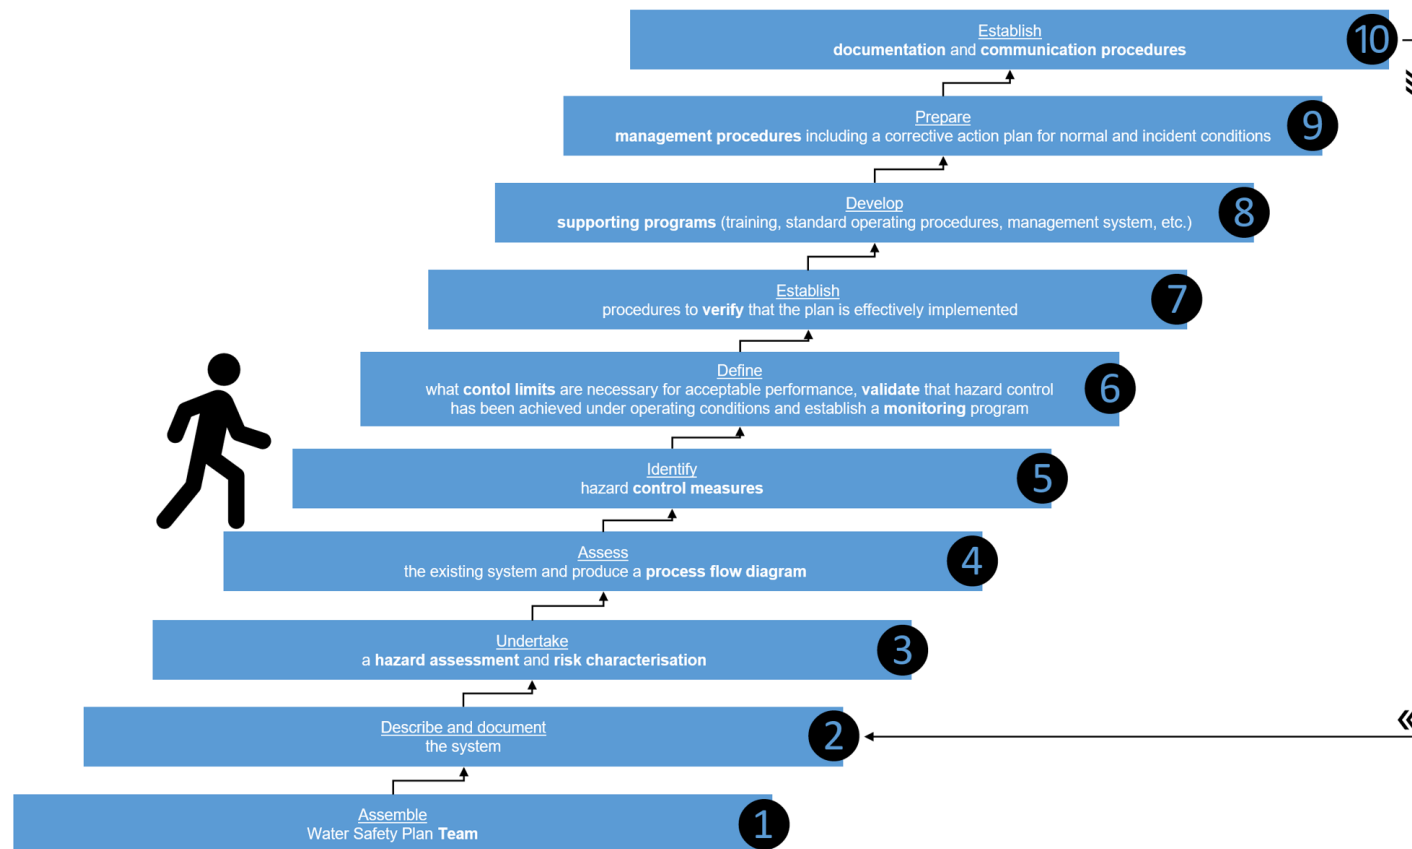 Establish
documentation and communication procedures
10
Prepare
management procedures including a corrective action plan for normal and incident conditions
9
Develop
supporting programs (training, standard operating procedures, management system, etc.)
8
Establish
procedures to verify that the plan is effectively implemented
7
Define
what contol limits are necessary for acceptable performance, validate that hazard control
has been achieved under operating conditions and establish a monitoring program
6
Identify
hazard control measures
5
Assess
the existing system and produce a process flow diagram
4
Undertake
a hazard assessment and risk characterisation
3
Describe and document
the system
2
Assemble
Water Safety Plan Team
1